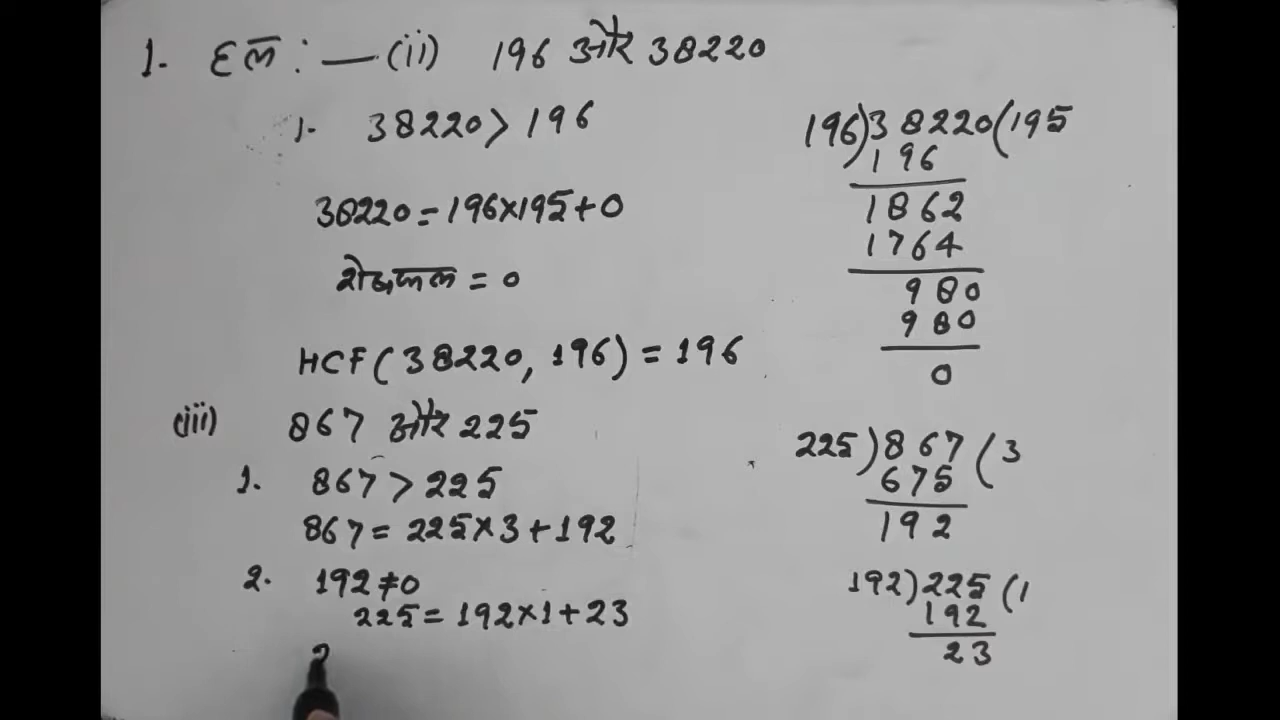 1. हल :— (ii) 196 और 38220
1. 38220 > 196
38220 = 196×195+0
शेषफल = 0
HCF(38220, 196) = 196
196)38220(195
196
1862
1764
980
980
0
(iii) 867 और 225
1. 867 > 225
867 = 225×3+192
2. 192≠0
225 = 192×1+23
225)867(3
675
192
192)225(1
192
23